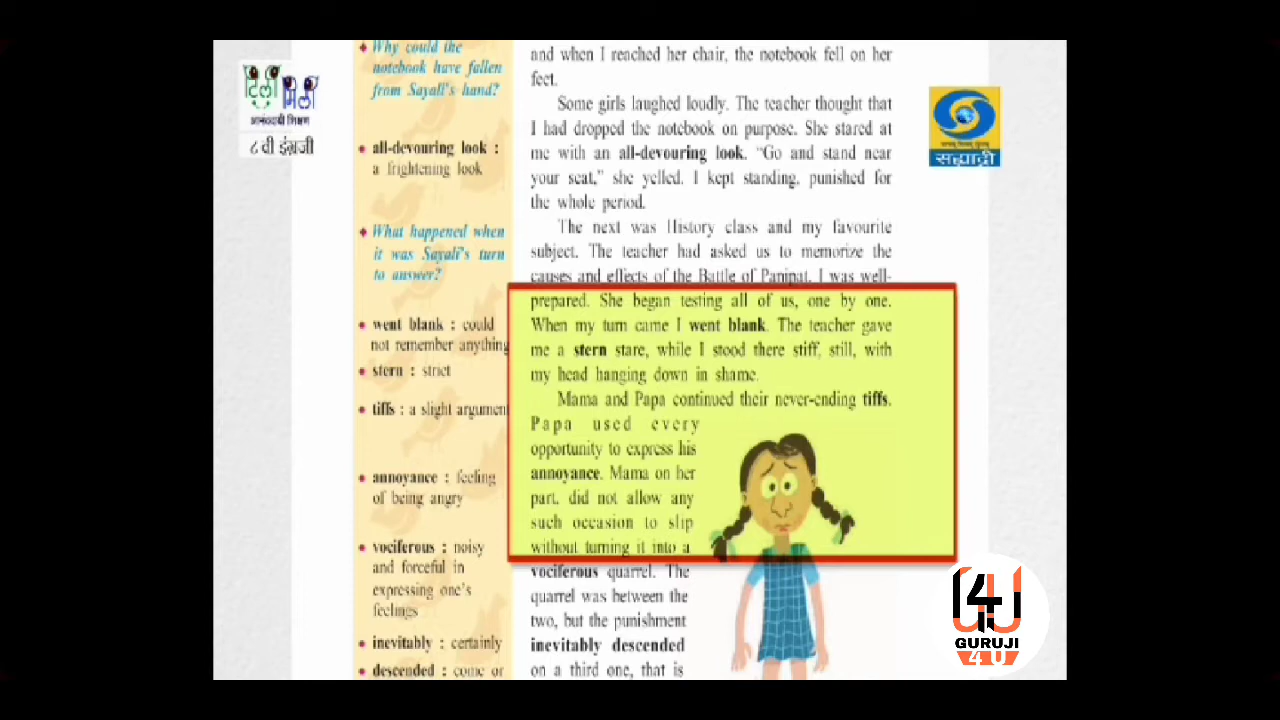 टिली
मिली
आनंददायी शिक्षण
८ वी इंग्रजी
Why could the
notebook have fallen
from Sayali's hand?
all-devouring look :
a frightening look
What happened when
it was Sayali's turn
to answer?
went blank : could
not remember anything
stern : strict
tiffs : a slight argument
annoyance : feeling
of being angry
vociferous : noisy
and forceful in
expressing one's
feelings
inevitably : certainly
descended : come or
and when I reached her chair, the notebook fell on her
feet.
Some girls laughed loudly. The teacher thought that
I had dropped the notebook on purpose. She stared at
me with an all-devouring look. “Go and stand near
your seat,” she yelled. I kept standing, punished for
the whole period.
The next was History class and my favourite
subject. The teacher had asked us to memorize the
causes and effects of the Battle of Panipat. I was well-
prepared. She began testing all of us, one by one.
When my turn came I went blank. The teacher gave
me a stern stare, while I stood there stiff, still, with
my head hanging down in shame.
Mama and Papa continued their never-ending tiffs.
Papa used every
opportunity to express his
annoyance. Mama on her
part, did not allow any
such occasion to slip
without turning it into a
vociferous quarrel. The
quarrel was between the
two, but the punishment
inevitably descended
on a third one, that is
सह्याद्री
4U
GURUJI
4 U